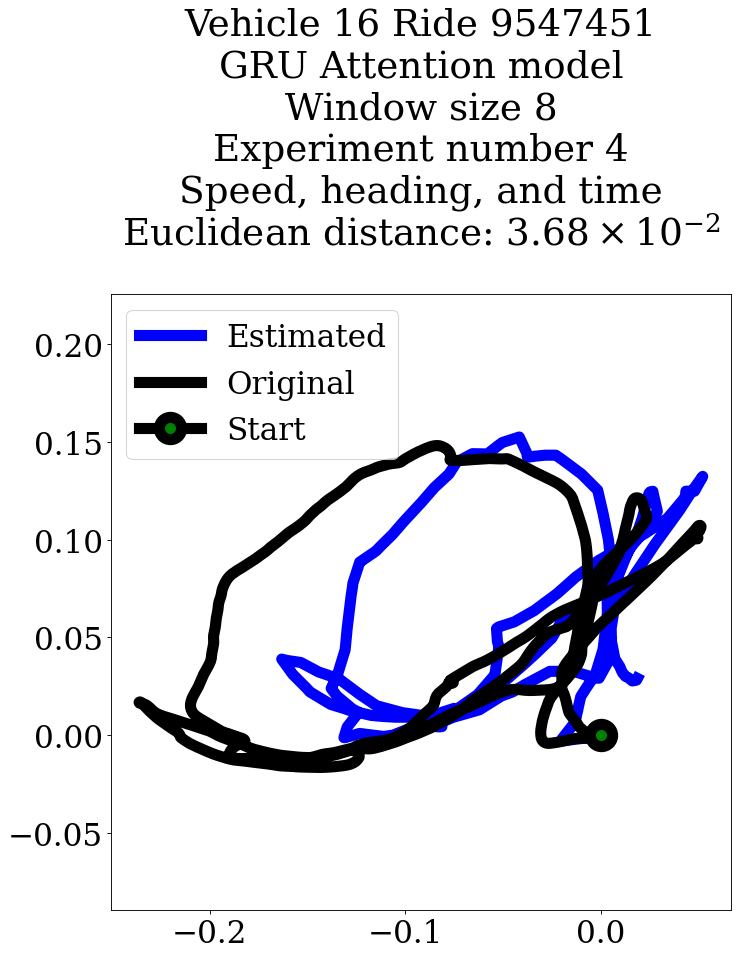 Vehicle 16 Ride 9547451
GRU Attention model
Window size 8
Experiment number 4
Speed, heading, and time
Euclidean distance: 3.68 × 10⁻²
Estimated
Original
Start
0.20
0.15
0.10
0.05
0.00
−0.05
−0.2
−0.1
0.0